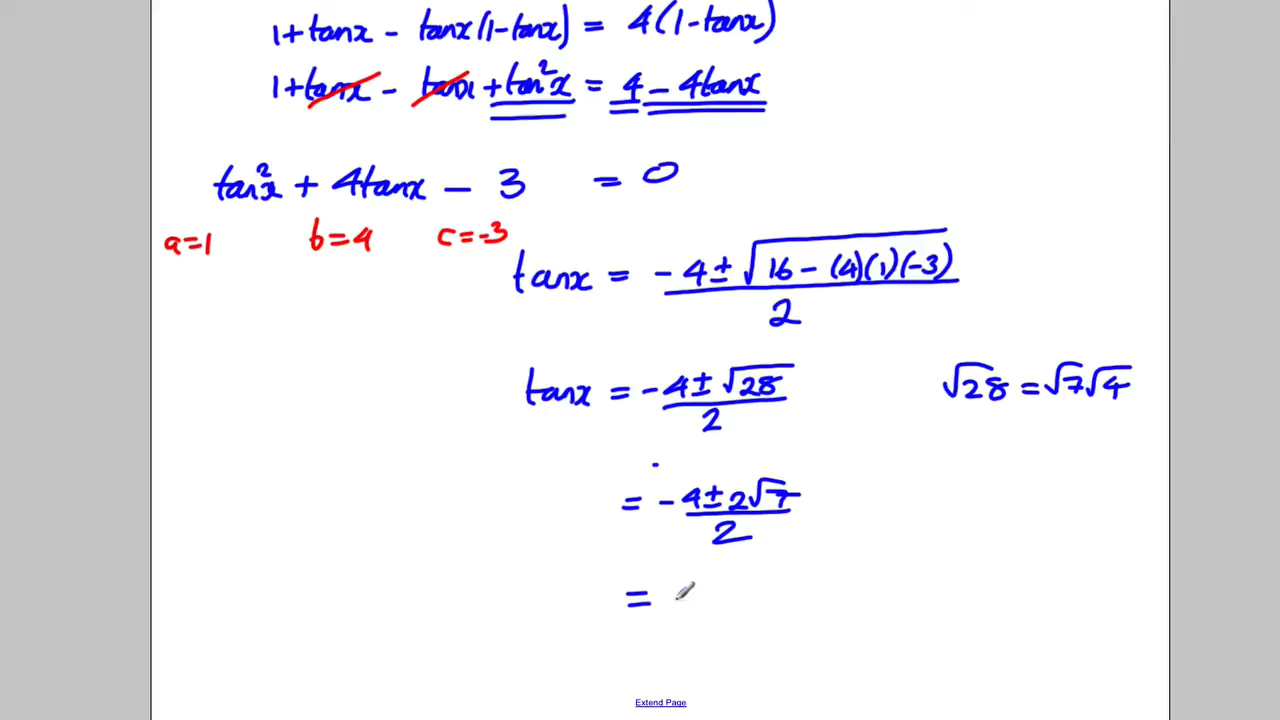 1+tanx - tanx(1-tanx) = 4(1-tanx)
1+tanx - tanx +tan²x = 4 - 4tanx
tan²x + 4tanx - 3 = 0
a=1 b=4 c=-3
tanx = -4±√16-(4)(1)(-3) / 2
tanx = -4±√28 / 2 √28 = √7√4
= -4±2√7 / 2
=
Extend Page